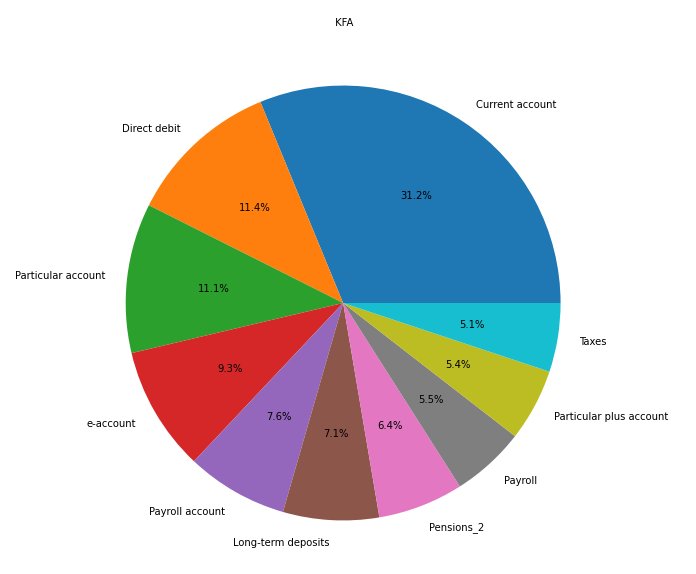 KFA
Current account
31.2%
Direct debit
11.4%
Particular account
11.1%
e-account
9.3%
Payroll account
7.6%
Long-term deposits
7.1%
Pensions_2
6.4%
Payroll
5.5%
Particular plus account
5.4%
Taxes
5.1%